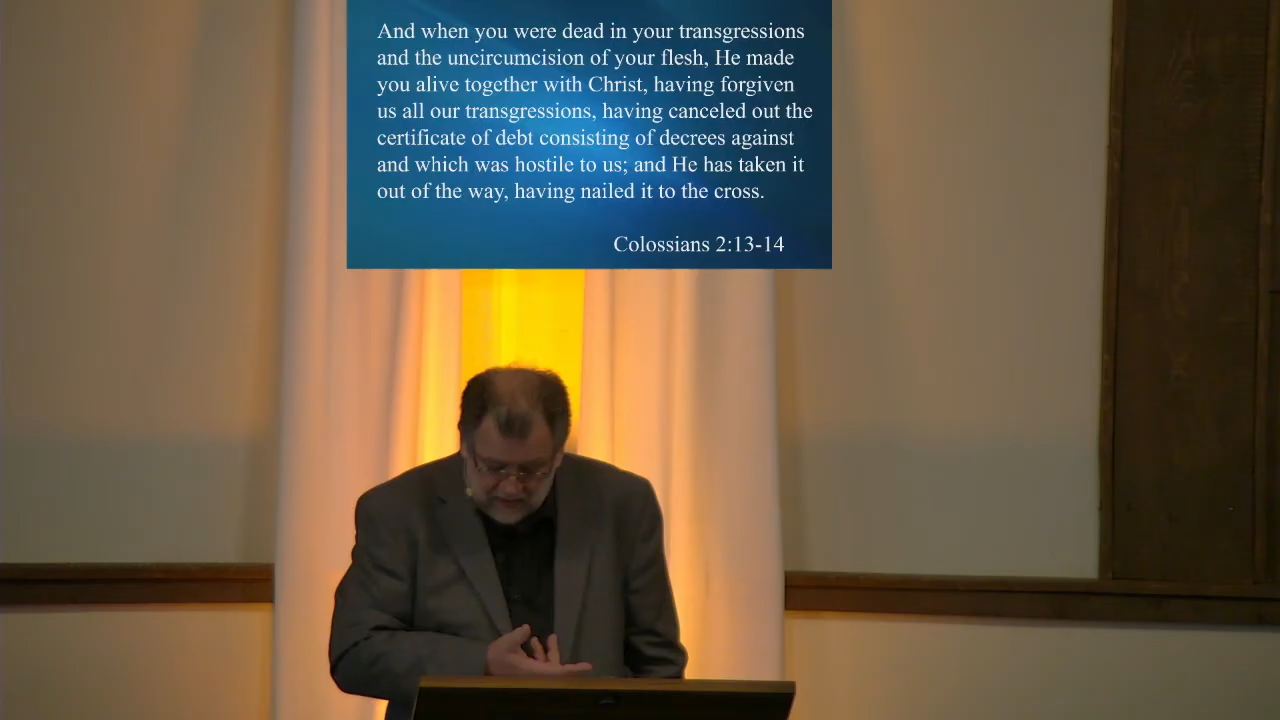 And when you were dead in your transgressions
and the uncircumcision of your flesh, He made
you alive together with Christ, having forgiven
us all our transgressions, having canceled out the
certificate of debt consisting of decrees against
and which was hostile to us; and He has taken it
out of the way, having nailed it to the cross.
Colossians 2:13-14